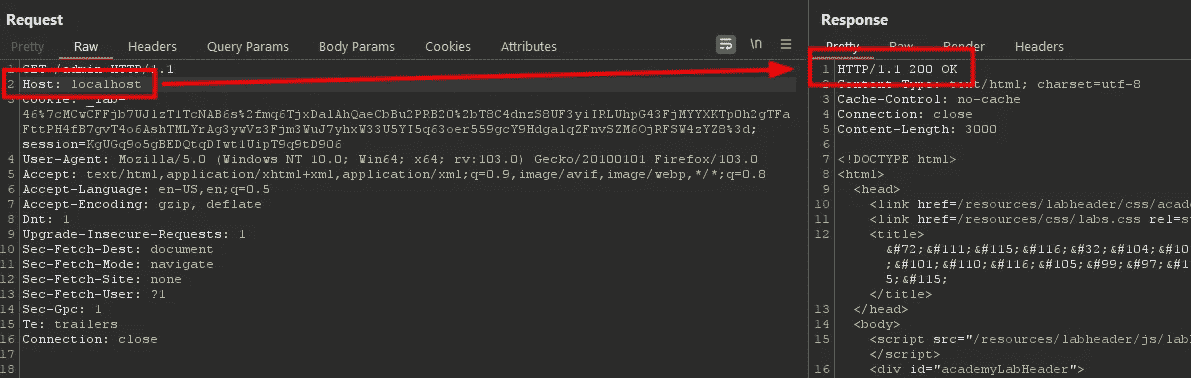 Request
Pretty Raw Headers Query Params Body Params Cookies Attributes \n
1 GET /admin HTTP/1.1
2 Host: localhost
3 Cookie: _lab=
46%7cMCwCFFjb7UJ1zT1TcNAB6s%2fmq6TjxDalAhQaeCbBu2PRB20%2bT8C4dnzS8UF3yiIRLUhpG43FjMYYXKTpOh2gTFa
FttPH4fB7gvT4o6AshTMLYrAg3ywVz3Fjm3WuJ7yhxW33U5YI5q63oer559gcY9HdgalqZFnvSZM6OjRFSW4zYZ8%3d;
session=KgUGq9o5gBEDQtqDIwt1UipT9q9tD906
4 User-Agent: Mozilla/5.0 (Windows NT 10.0; Win64; x64; rv:103.0) Gecko/20100101 Firefox/103.0
5 Accept: text/html,application/xhtml+xml,application/xml;q=0.9,image/avif,image/webp,*/*;q=0.8
6 Accept-Language: en-US,en;q=0.5
7 Accept-Encoding: gzip, deflate
8 Dnt: 1
9 Upgrade-Insecure-Requests: 1
10 Sec-Fetch-Dest: document
11 Sec-Fetch-Mode: navigate
12 Sec-Fetch-Site: none
13 Sec-Fetch-User: ?1
14 Sec-Gpc: 1
15 Te: trailers
16 Connection: close
17
18
Response
Pretty Raw Render Headers
1 HTTP/1.1 200 OK
2 Content-Type: text/html; charset=utf-8
3 Cache-Control: no-cache
4 Connection: close
5 Content-Length: 3000
6
7 <!DOCTYPE html>
8 <html>
9 <head>
10 <link href=/resources/labheader/css/acade
11 <link href=/resources/css/labs.css rel=st
12 <title>
&#72;&#111;&#115;&#116;&#32;&#104;&#10
;&#101;&#110;&#116;&#105;&#99;&#97;&#1
5;&#115;
</title>
13 </head>
14 <body>
15 <script src="/resources/labheader/js/labH
</script>
16 <div id="academyLabHeader">